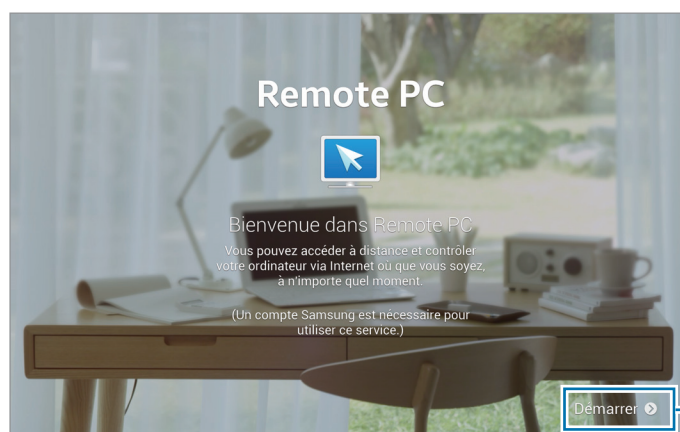 Remote PC
Bienvenue dans Remote PC
Vous pouvez accéder à distance et contrôler
votre ordinateur via Internet où que vous soyez,
à n'importe quel moment.
(Un compte Samsung est nécessaire pour
utiliser ce service.)
Démarrer